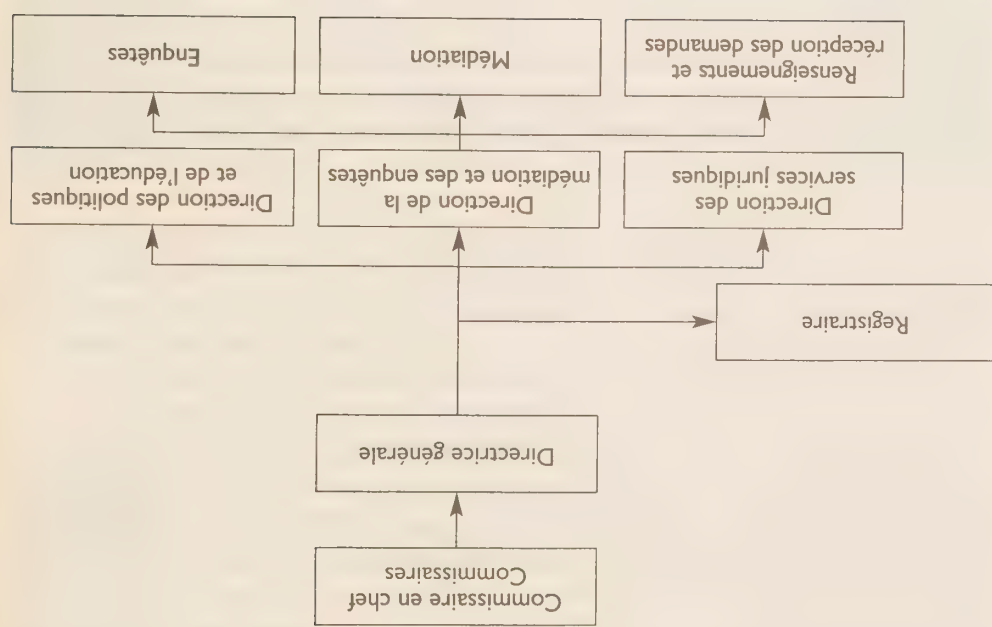 Commissaire en chef
Commissaires
Directrice générale
Registraire
Direction des
services juridiques
Direction de la
médiation et des enquêtes
Direction des politiques
et de l'éducation
Renseignements et
réception des demandes
Médiation
Enquêtes